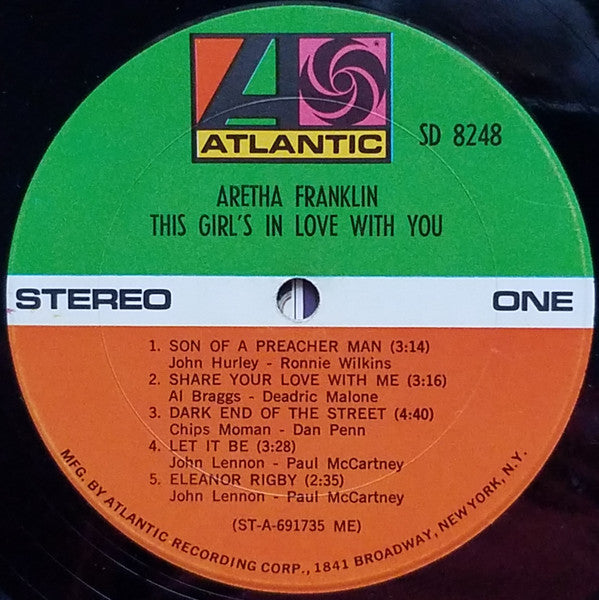 ATLANTIC
SD 8248
ARETHA FRANKLIN
THIS GIRL'S IN LOVE WITH YOU
STEREO ONE
1. SON OF A PREACHER MAN (3:14)
John Hurley - Ronnie Wilkins
2. SHARE YOUR LOVE WITH ME (3:16)
Al Braggs - Deadric Malone
3. DARK END OF THE STREET (4:40)
Chips Moman - Dan Penn
4. LET IT BE (3:28)
John Lennon - Paul McCartney
5. ELEANOR RIGBY (2:35)
John Lennon - Paul McCartney
(ST-A-691735 ME)
MFG. BY ATLANTIC RECORDING CORP., 1841 BROADWAY, NEW YORK, N.Y.